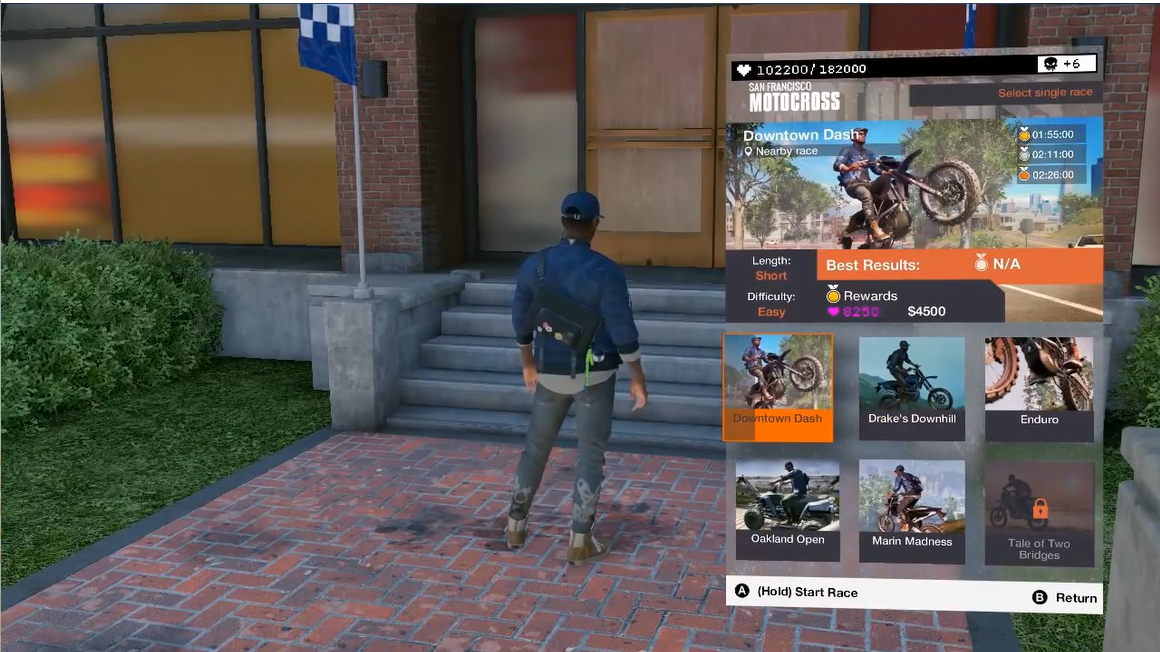 102200/182000
+6
SAN FRANCISCO
MOTOCROSS
Select single race
Downtown Dash
Nearby race
01:55:00
02:11:00
02:26:00
Length:
Short
Best Results:
N/A
Difficulty:
Easy
Rewards
8250
$4500
Downtown Dash
Drake's Downhill
Enduro
Oakland Open
Marin Madness
Tale of Two
Bridges
A (Hold) Start Race
B Return